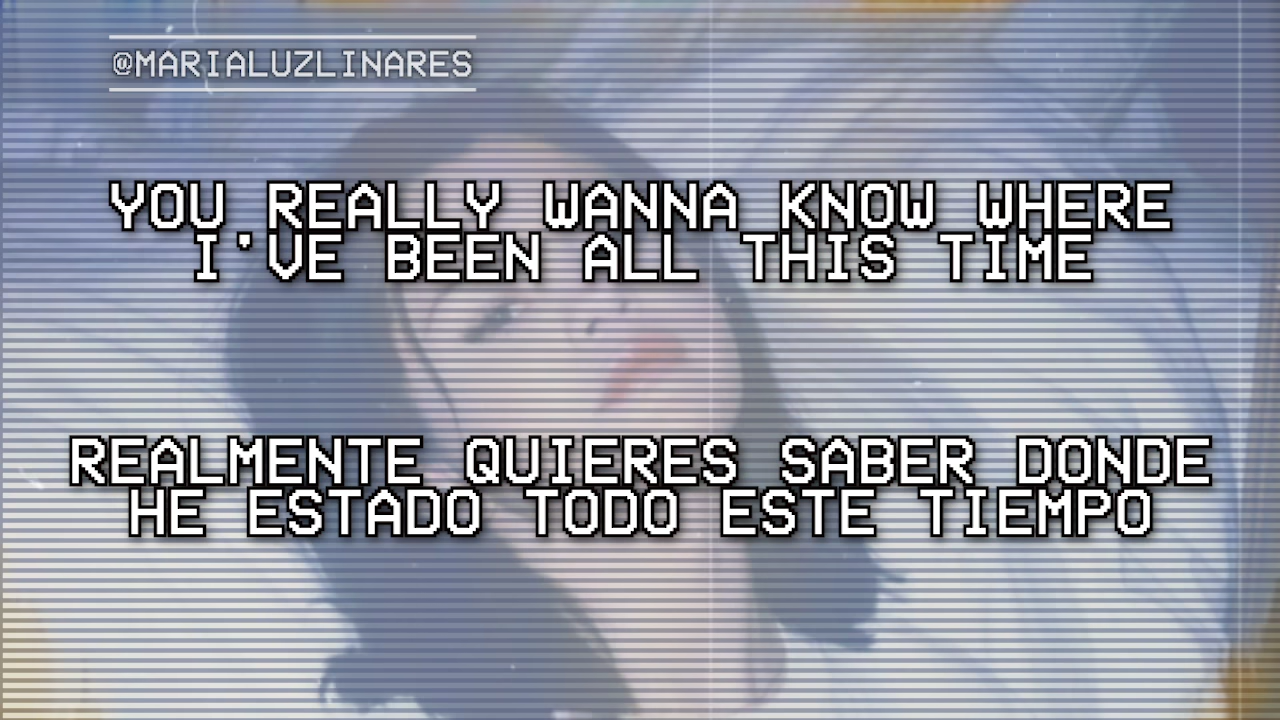 @MARIALUZLINARES
YOU REALLY WANNA KNOW WHERE
I'VE BEEN ALL THIS TIME
REALMENTE QUIERES SABER DONDE
HE ESTADO TODO ESTE TIEMPO